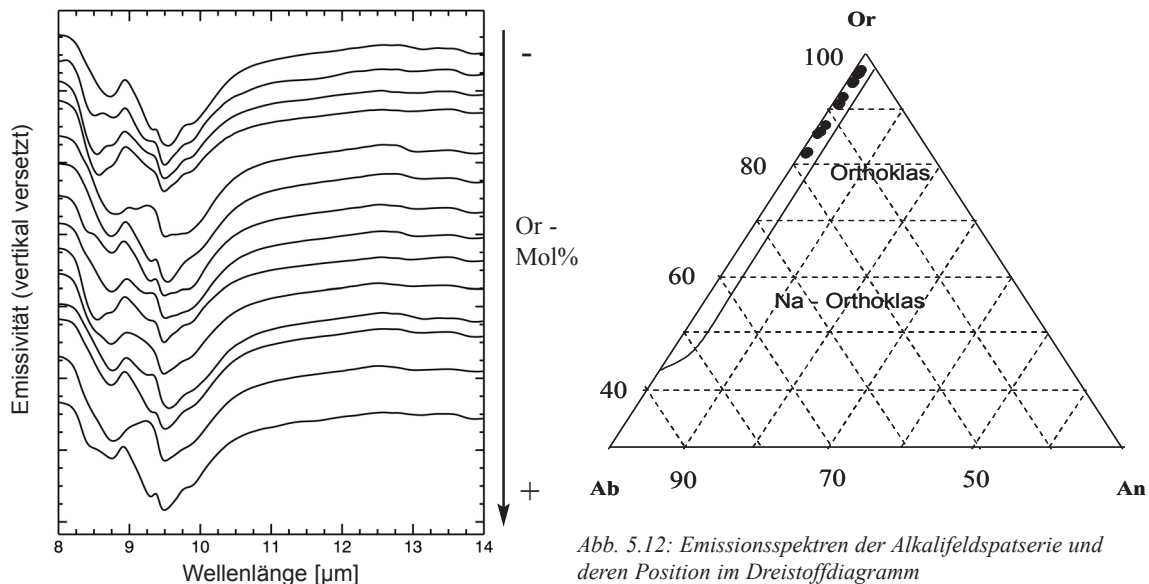 Emissivität (vertikal versetzt)
8 9 10 11 12 13 14
Wellenlänge [µm]
-
Or -
Mol%
+
Or
100
80
Orthoklas
60
Na - Orthoklas
40
Ab 90 70 50 An
Abb. 5.12: Emissionsspektren der Alkalifeldspatserie und
deren Position im Dreistoffdiagramm